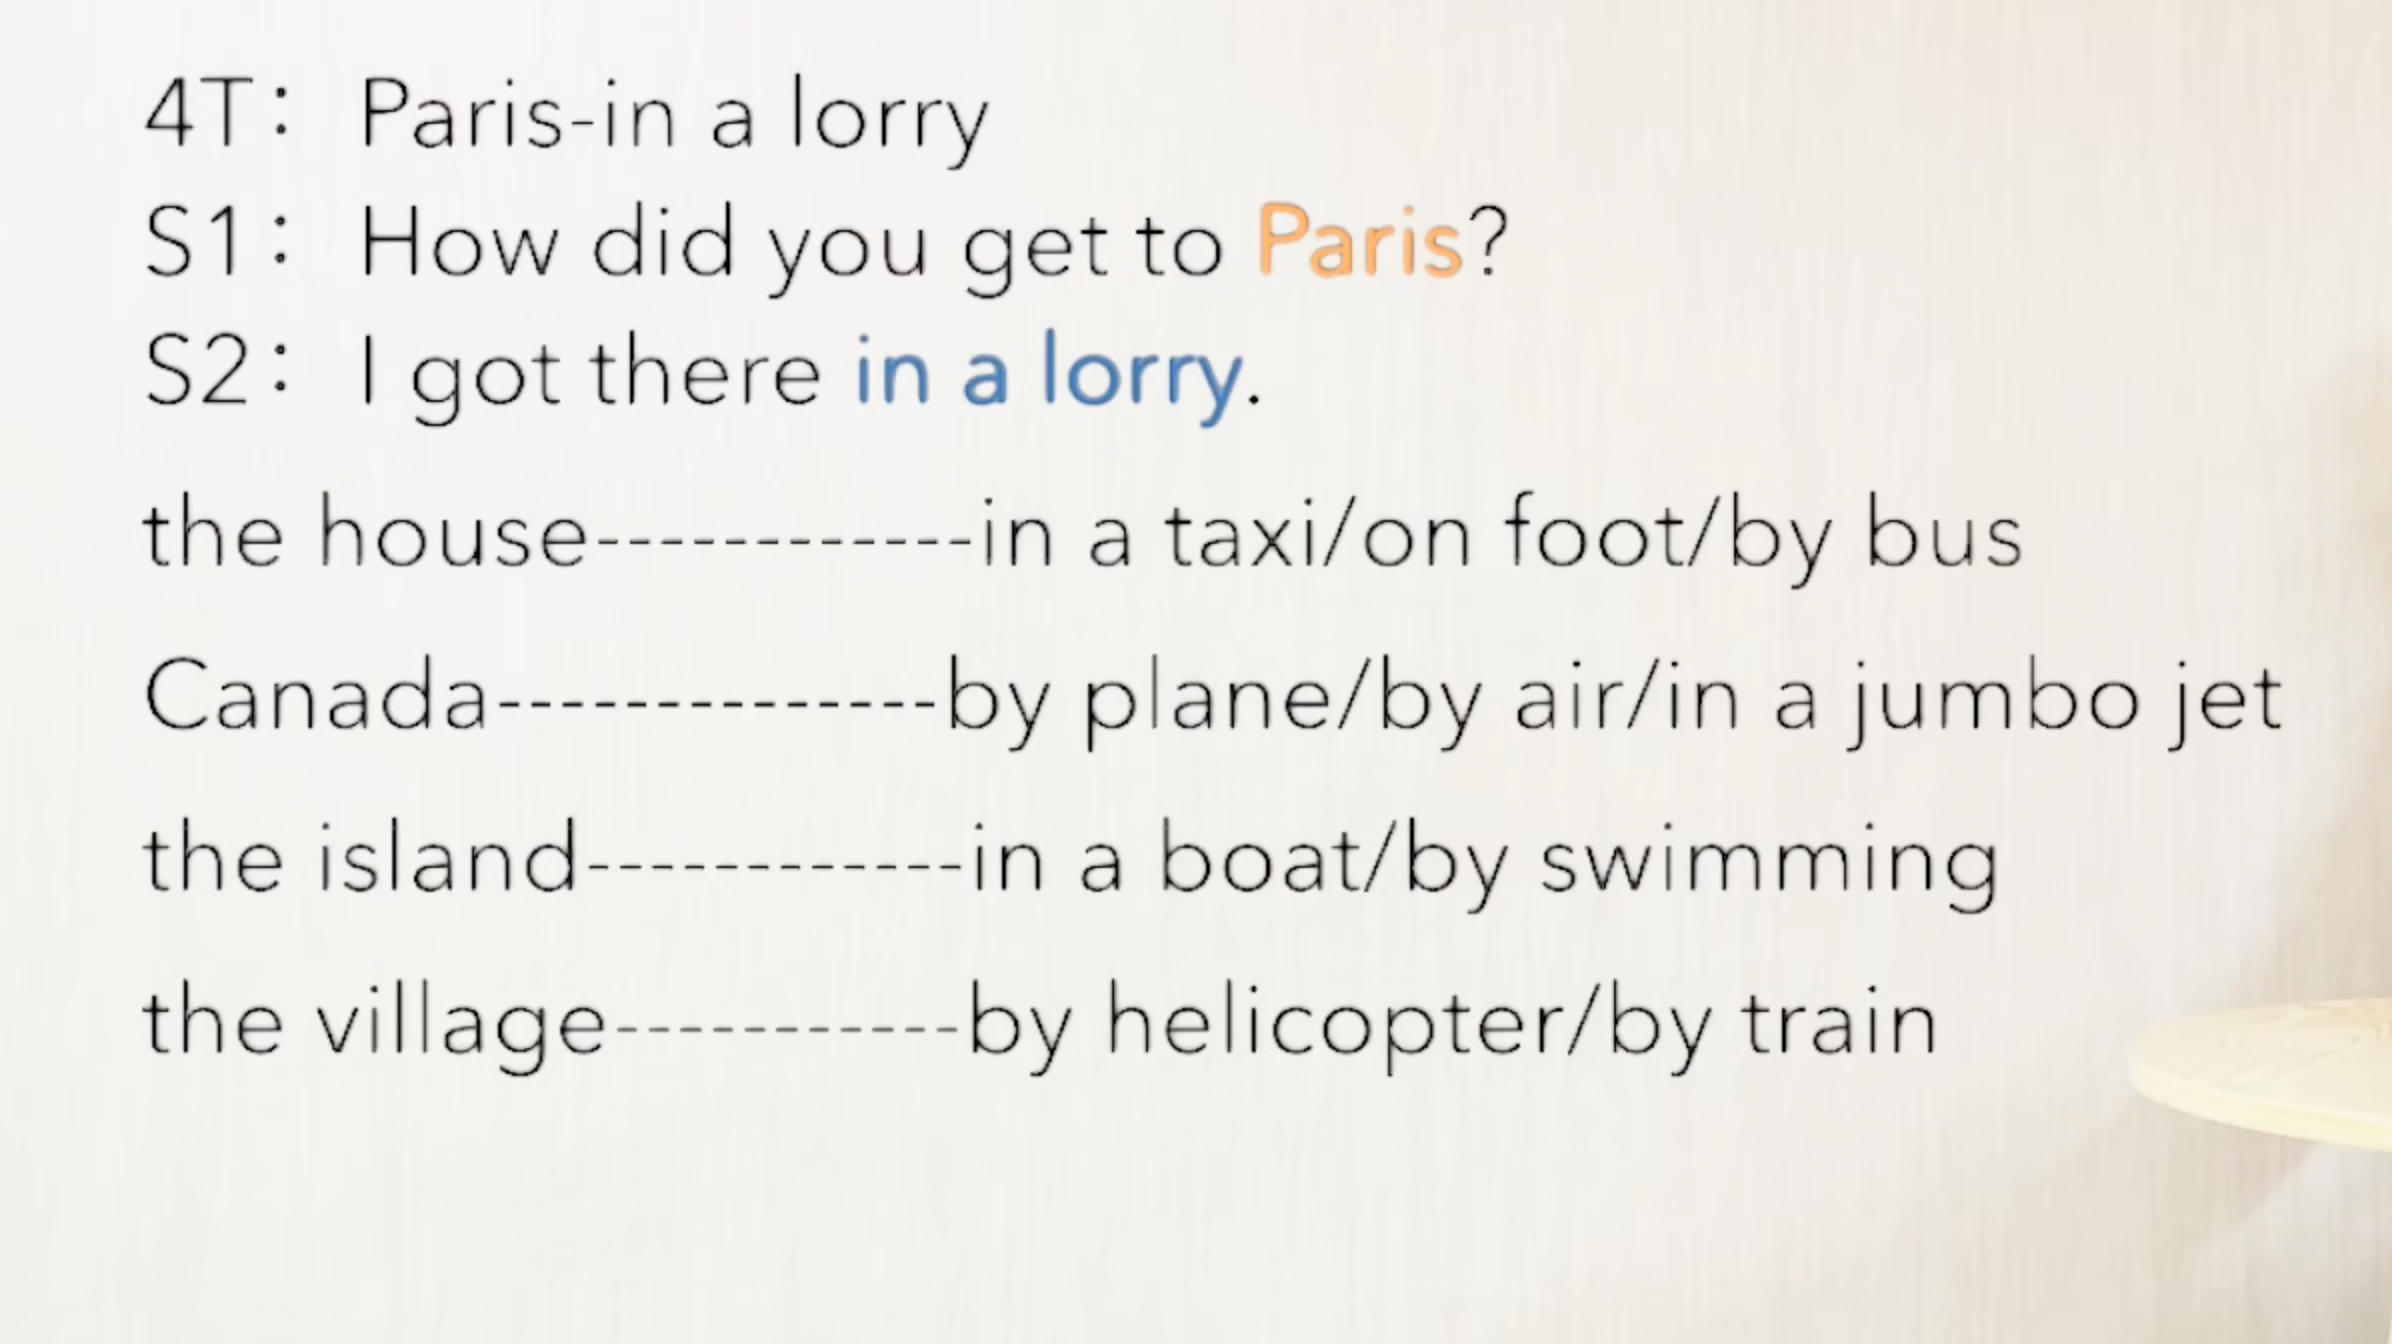 4T: Paris-in a lorry
S1: How did you get to Paris?
S2: I got there in a lorry.
the house------------in a taxi/on foot/by bus
Canada--------------by plane/by air/in a jumbo jet
the island------------in a boat/by swimming
the village-----------by helicopter/by train